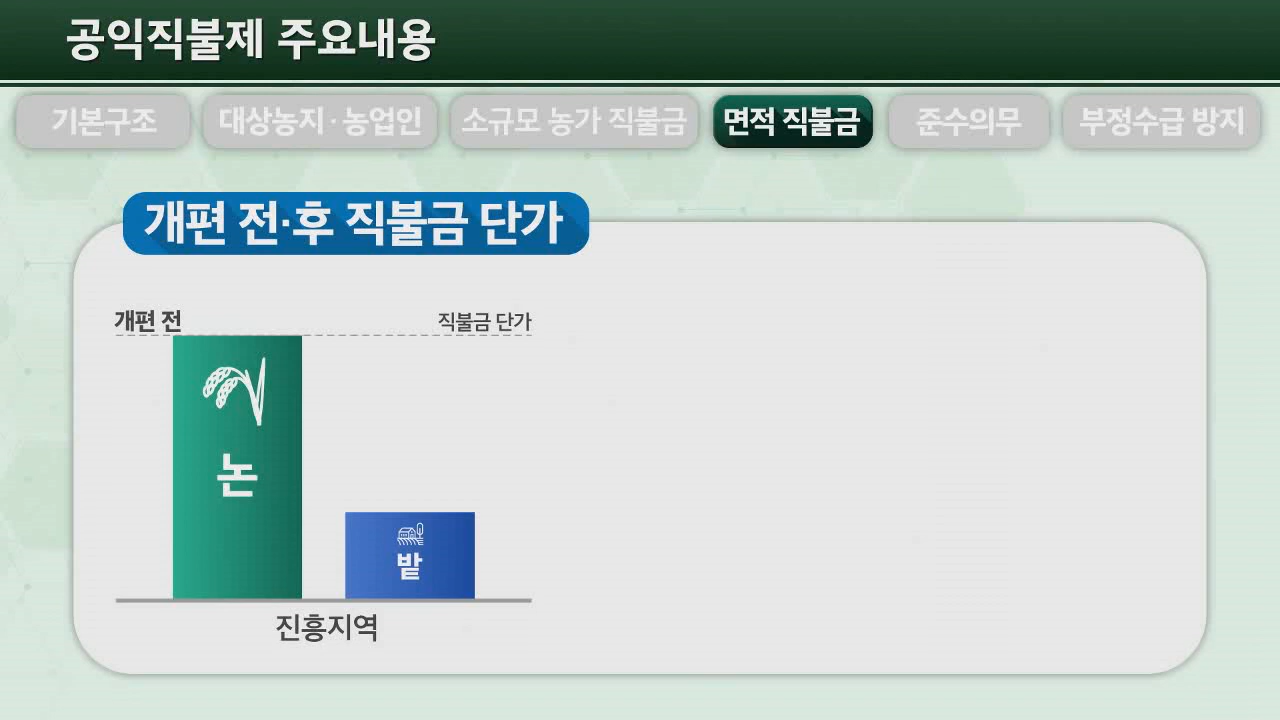 공익직불제 주요내용
기본구조
대상농지·농업인
소규모 농가 직불금
면적 직불금
준수의무
부정수급 방지
개편 전·후 직불금 단가
개편 전
직불금 단가
논
밭
진흥지역